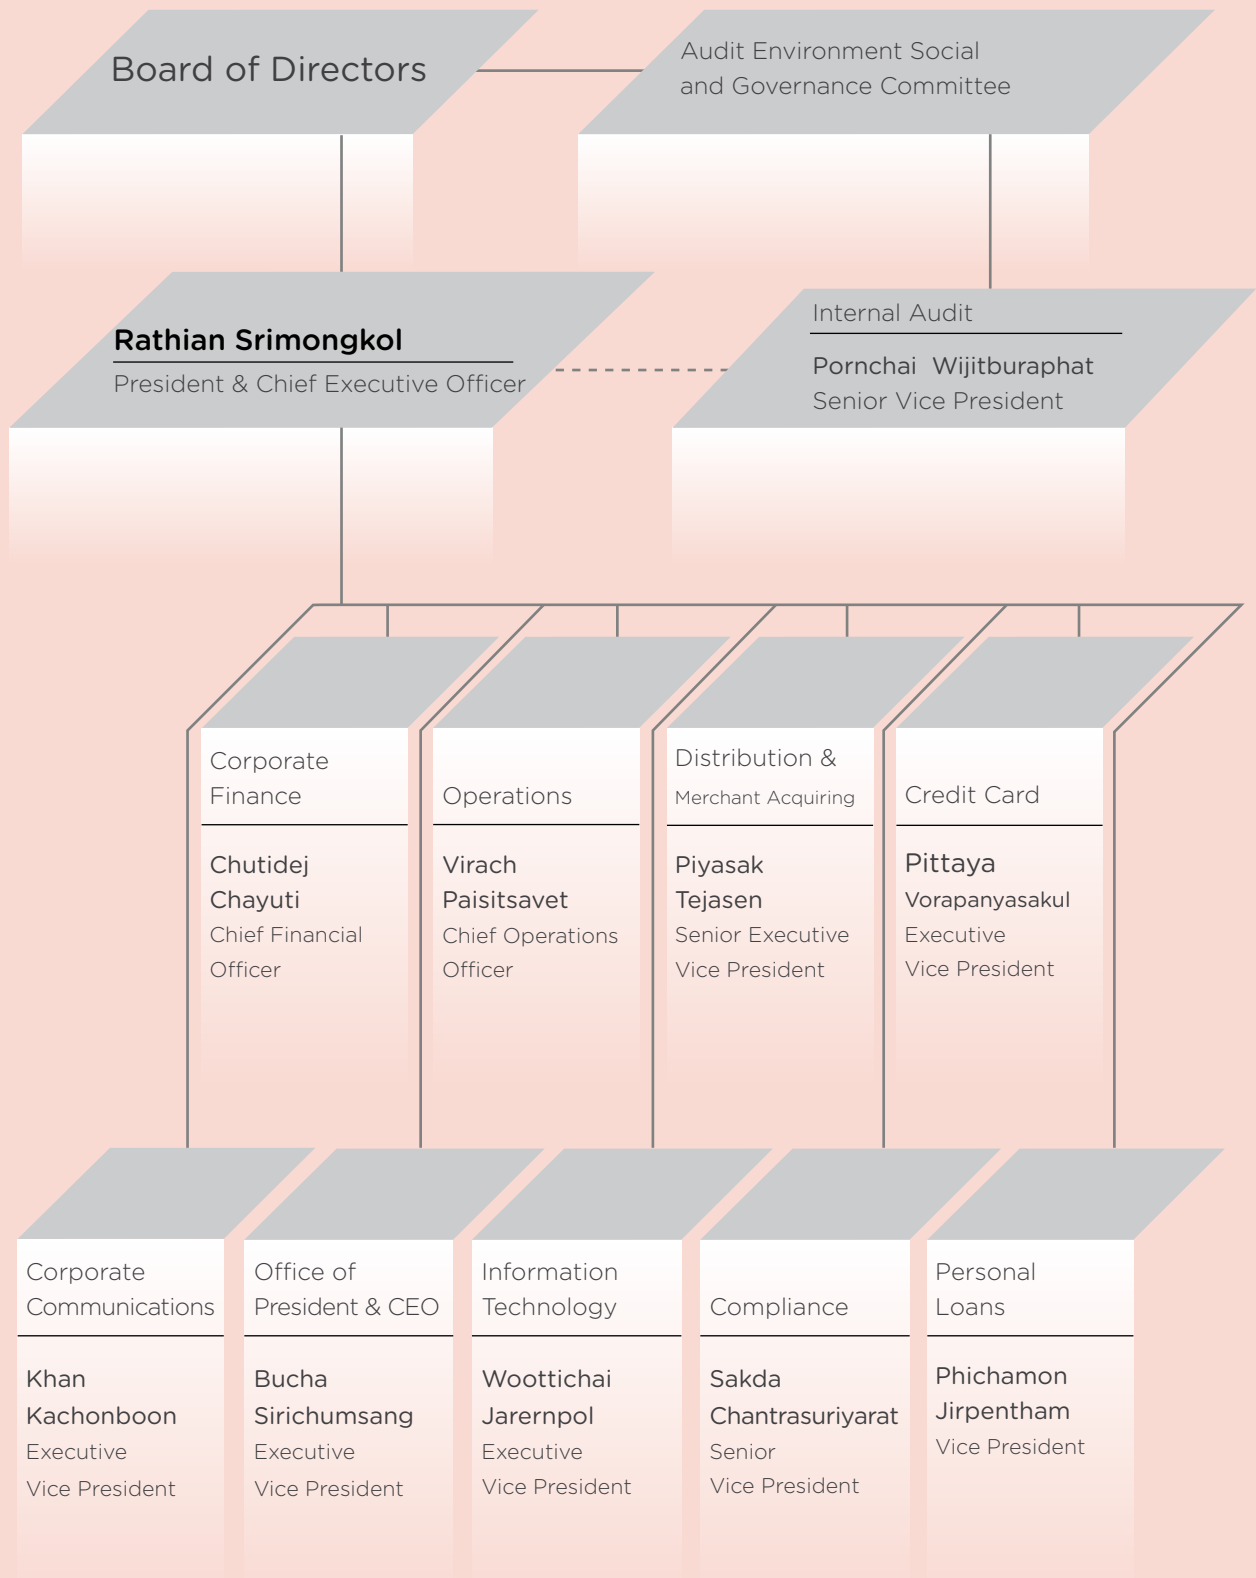 Board of Directors
Audit Environment Social
and Governance Committee
Rathian Srimongkol
President & Chief Executive Officer
Internal Audit
Pornchai Wijitburaphat
Senior Vice President
Corporate
Finance
Chutidej
Chayuti
Chief Financial
Officer
Operations
Virach
Paisitsavet
Chief Operations
Officer
Distribution &
Merchant Acquiring
Piyasak
Tejasen
Senior Executive
Vice President
Credit Card
Pittaya
Vorapanyasakul
Executive
Vice President
Corporate
Communications
Khan
Kachonboon
Executive
Vice President
Office of
President & CEO
Bucha
Sirichumsang
Executive
Vice President
Information
Technology
Woottichai
Jarernpol
Executive
Vice President
Compliance
Sakda
Chantrasuriyarat
Senior
Vice President
Personal
Loans
Phichamon
Jirpentham
Vice President